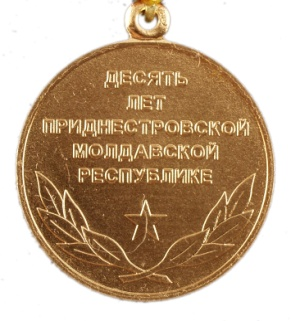 ДЕСЯТЬ
ЛЕТ
ПРИДНЕСТРОВСКОЙ
МОЛДАВСКОЙ
РЕСПУБЛИКЕ